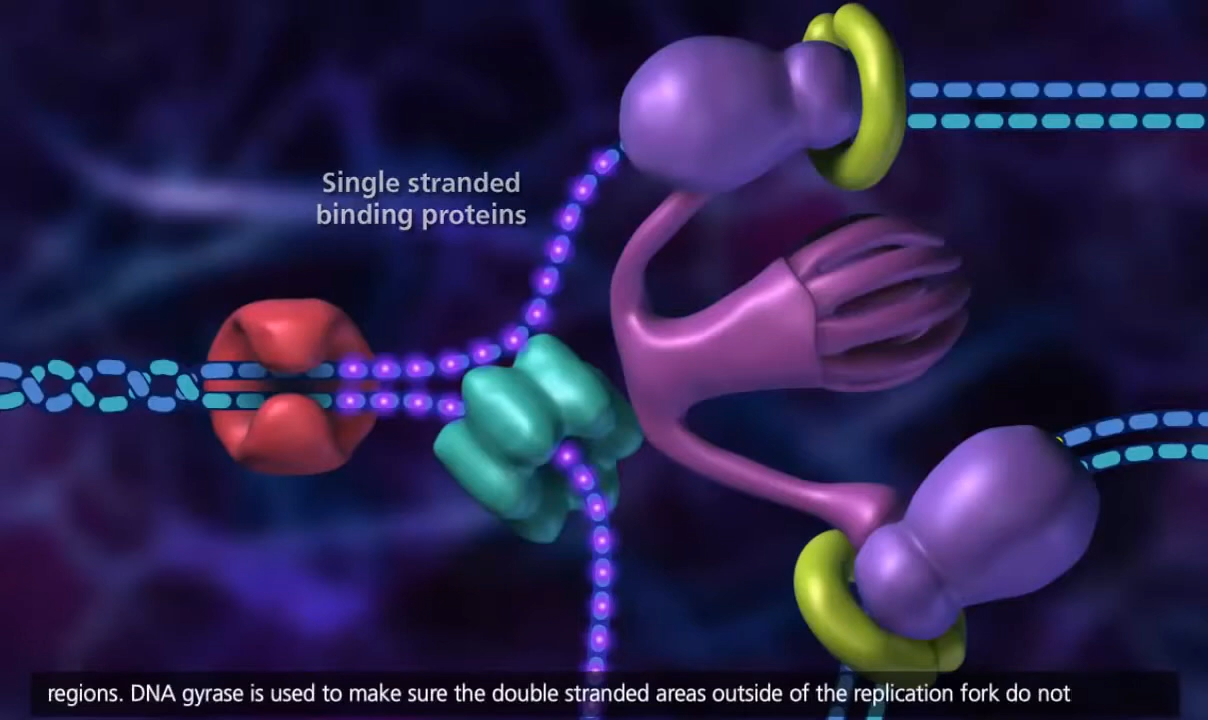 Single stranded
binding proteins
regions. DNA gyrase is used to make sure the double stranded areas outside of the replication fork do not